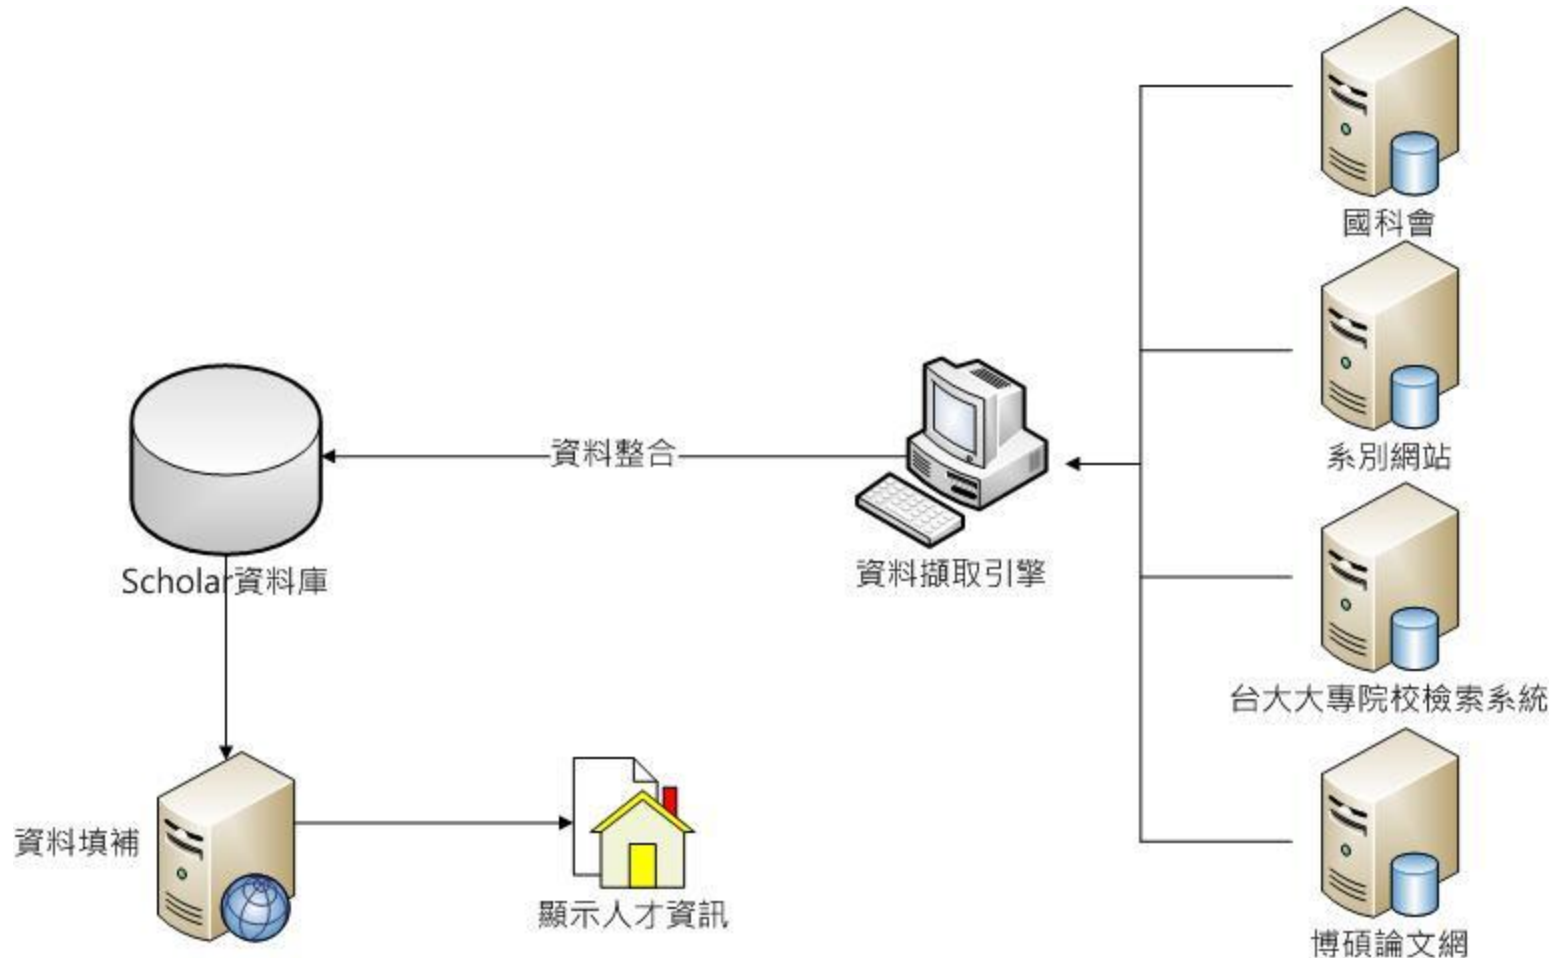 國科會
系別網站
資料整合
資料擷取引擎
Scholar資料庫
台大大專院校檢索系統
資料填補
顯示人才資訊
博碩論文網